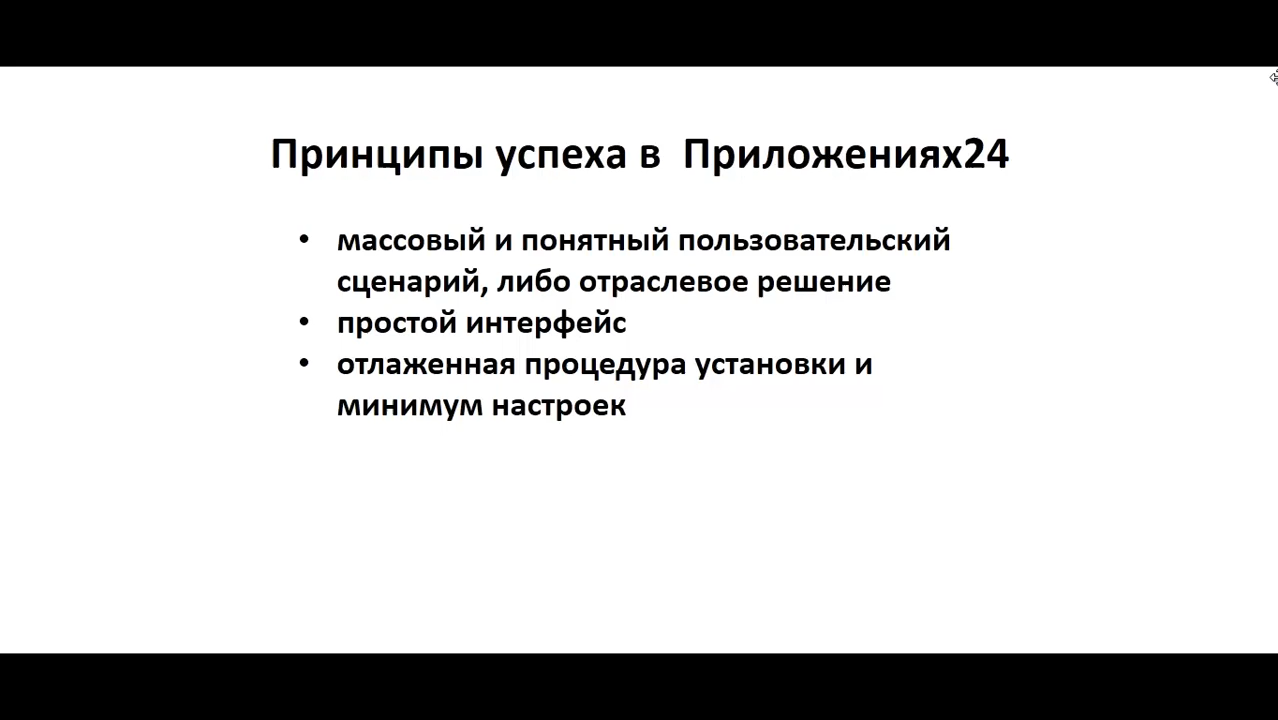 Принципы успеха в Приложениях24
• массовый и понятный пользовательский
сценарий, либо отраслевое решение
• простой интерфейс
• отлаженная процедура установки и
минимум настроек